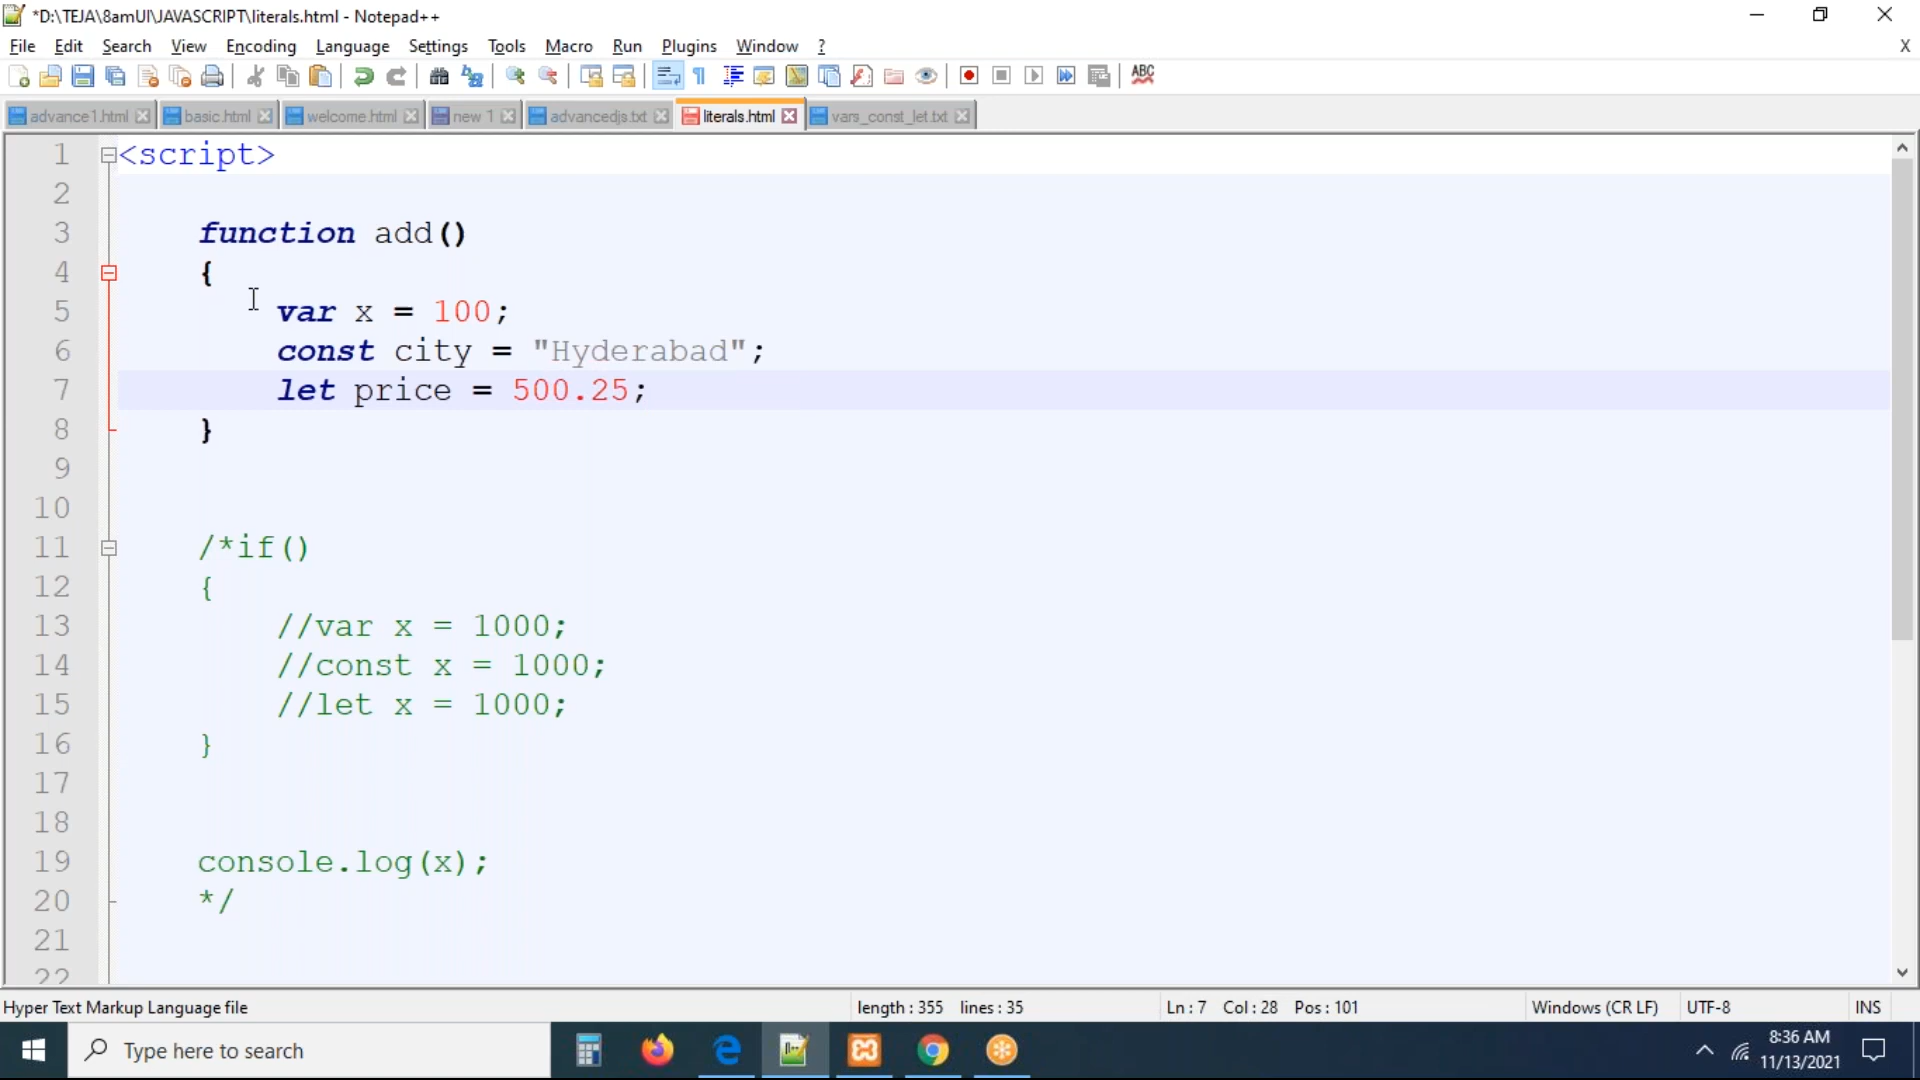 *D:\TEJA\8amUI\JAVASCRIPT\literals.html - Notepad++
File Edit Search View Encoding Language Settings Tools Macro Run Plugins Window ? X
ABC
advance1.html basic.html welcome.html new 1 advancedjs.txt literals.html vars_const_let.txt
1 <script>
2
3 function add()
4 {
5 var x = 100;
6 const city = "Hyderabad";
7 let price = 500.25;
8 }
9
10
11 /*if()
12 {
13 //var x = 1000;
14 //const x = 1000;
15 //let x = 1000;
16 }
17
18
19 console.log(x);
20 */
21
22
Hyper Text Markup Language file length : 355 lines : 35 Ln : 7 Col : 28 Pos : 101 Windows (CR LF) UTF-8 INS
Type here to search
8:36 AM
11/13/2021